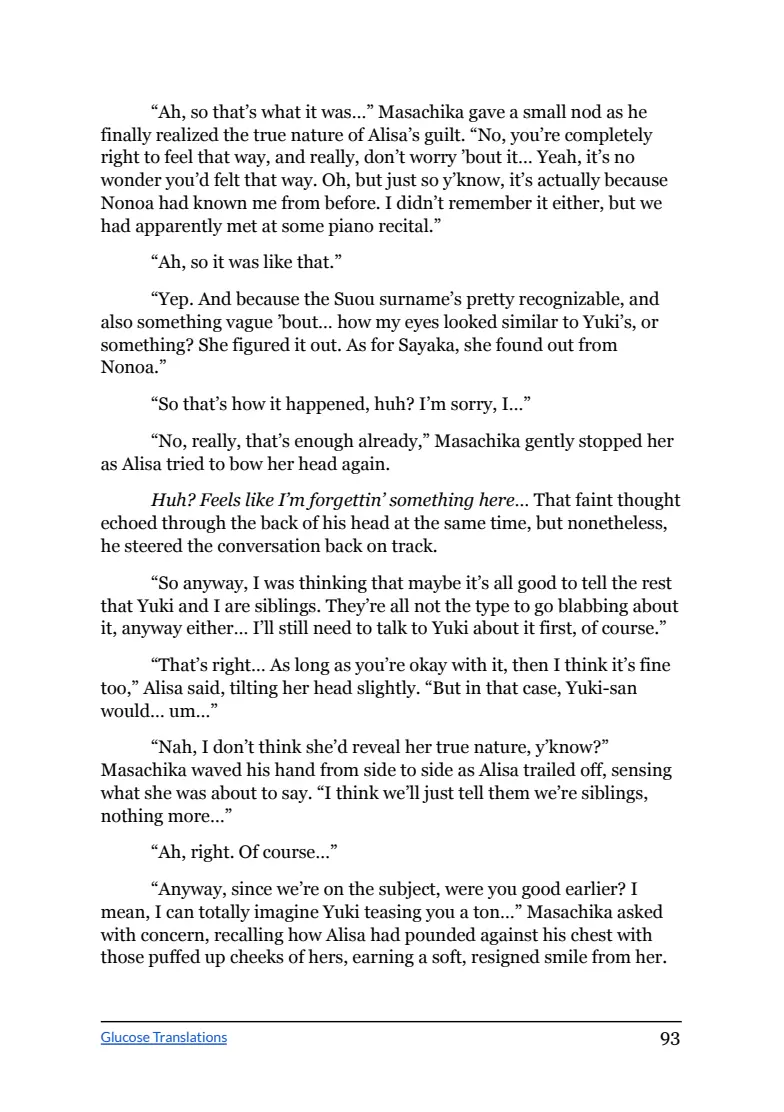 “Ah, so that’s what it was…” Masachika gave a small nod as he
finally realized the true nature of Alisa’s guilt. “No, you’re completely
right to feel that way, and really, don’t worry ’bout it… Yeah, it’s no
wonder you’d felt that way. Oh, but just so y’know, it’s actually because
Nonoa had known me from before. I didn’t remember it either, but we
had apparently met at some piano recital.”
“Ah, so it was like that.”
“Yep. And because the Suou surname’s pretty recognizable, and
also something vague ’bout… how my eyes looked similar to Yuki’s, or
something? She figured it out. As for Sayaka, she found out from
Nonoa.”
“So that’s how it happened, huh? I’m sorry, I…”
“No, really, that’s enough already,” Masachika gently stopped her
as Alisa tried to bow her head again.
Huh? Feels like I’m forgettin’ something here… That faint thought
echoed through the back of his head at the same time, but nonetheless,
he steered the conversation back on track.
“So anyway, I was thinking that maybe it’s all good to tell the rest
that Yuki and I are siblings. They’re all not the type to go blabbing about
it, anyway either… I’ll still need to talk to Yuki about it first, of course.”
“That’s right… As long as you’re okay with it, then I think it’s fine
too,” Alisa said, tilting her head slightly. “But in that case, Yuki-san
would… um…”
“Nah, I don’t think she’d reveal her true nature, y’know?”
Masachika waved his hand from side to side as Alisa trailed off, sensing
what she was about to say. “I think we’ll just tell them we’re siblings,
nothing more…”
“Ah, right. Of course…”
“Anyway, since we’re on the subject, were you good earlier? I
mean, I can totally imagine Yuki teasing you a ton…” Masachika asked
with concern, recalling how Alisa had pounded against his chest with
those puffed up cheeks of hers, earning a soft, resigned smile from her.
Glucose Translations 93